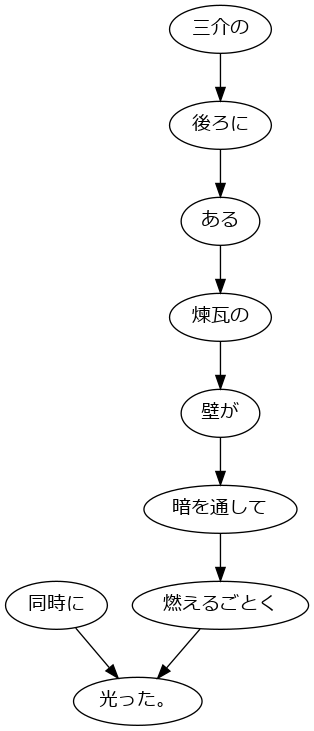 三介の
後ろに
ある
煉瓦の
壁が
暗を通して
同時に
燃えるごとく
光った。